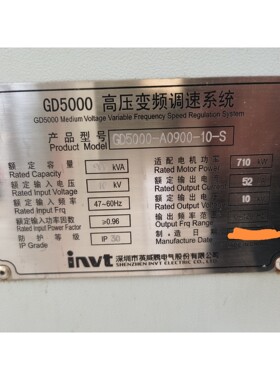 GD5000 高压变频调速系统
GD5000 Medium Voltage Variable Frequency Speed Regulation System
产品型号 GD5000-A0900-10-S
Product Model
额定容量 kVA
Rated Capacity
额定输入电压 kV
Rated Input Voltage
额定输入频率 47~60Hz
Rated Input Frq
额定输入功率因数 ≥0.96
Rated Input Power Factor
防护等级 IP 30
IP Grade
适配电机功率 710 kW
Rated Motor Power
额定输出电 52
Rated Output
额定输出电 10
Rated Output
输出频率范
Output Frq Range
制造日
Manufacture Date
invt 深圳市英威腾电气股份有限公司
SHENZHEN INVT ELECTRIC CO., LTD.